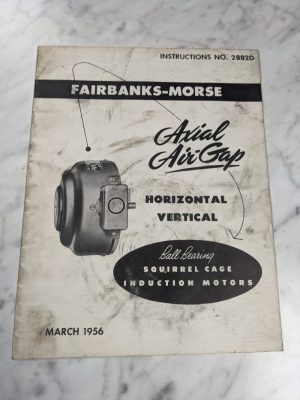 INSTRUCTIONS NO. 2882D
FAIRBANKS-MORSE
Axial
Air-Gap
HORIZONTAL
VERTICAL
Ball Bearing
SQUIRREL CAGE
INDUCTION MOTORS
MARCH 1956